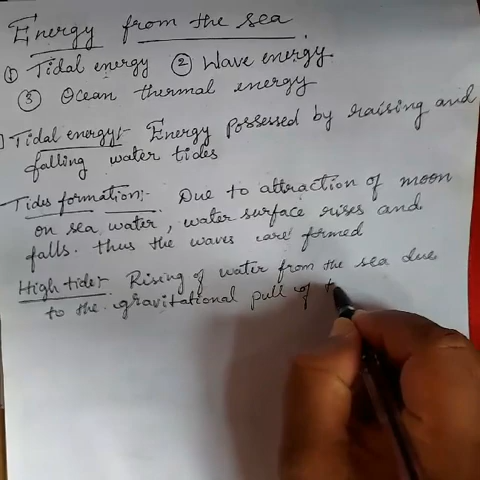 Energy from the sea.
① Tidal energy ② Wave energy
③ Ocean thermal energy
Tidal energy:- Energy possessed by raising and
falling water tides
Tides formation:- Due to attraction of moon
on sea water, water surface rises and
falls. thus the waves are formed
High tide:- Rising of water from the sea due
to the gravitational pull of t